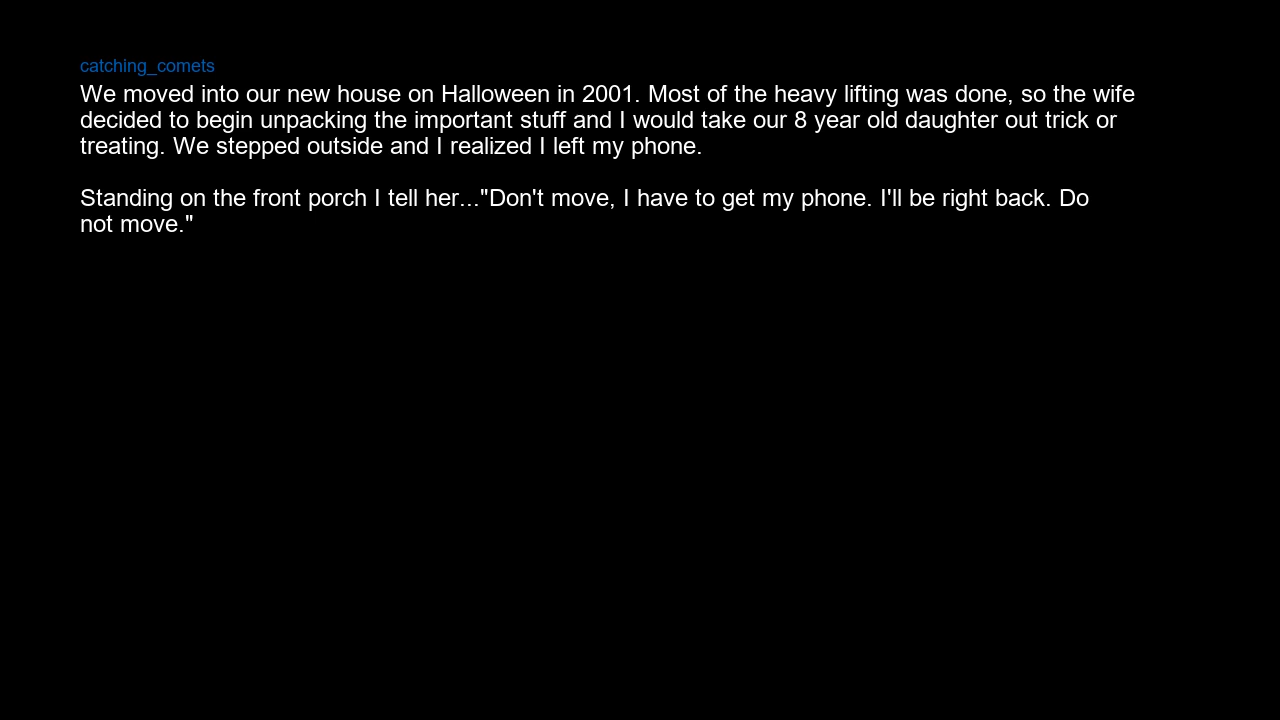 catching_comets
We moved into our new house on Halloween in 2001. Most of the heavy lifting was done, so the wife
decided to begin unpacking the important stuff and I would take our 8 year old daughter out trick or
treating. We stepped outside and I realized I left my phone.
Standing on the front porch I tell her..."Don't move, I have to get my phone. I'll be right back. Do
not move."